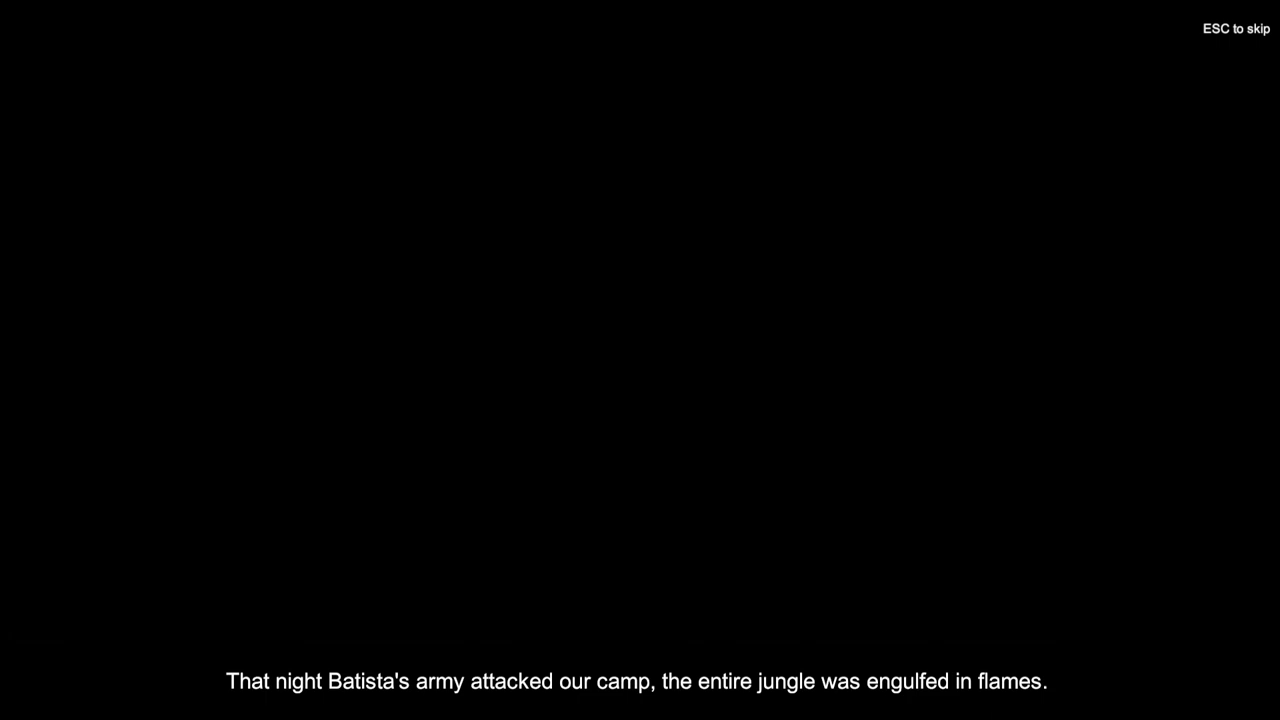 ESC to skip
That night Batista's army attacked our camp, the entire jungle was engulfed in flames.